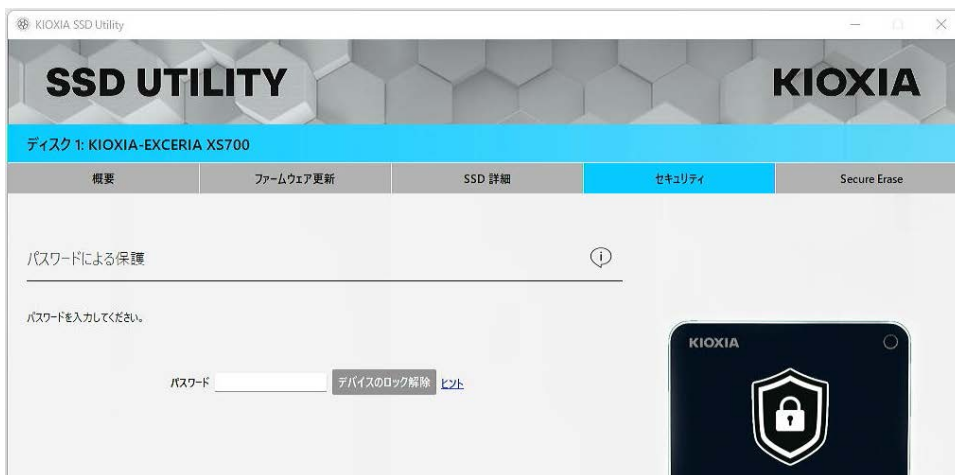 KIOXIA SSD Utility
SSD UTILITY
KIOXIA
ディスク 1: KIOXIA-EXCERIA XS700
概要
ファームウェア更新
SSD 詳細
セキュリティ
Secure Erase
パスワードによる保護
パスワードを入力してください。
パスワード
デバイスのロック解除
ヒント
KIOXIA